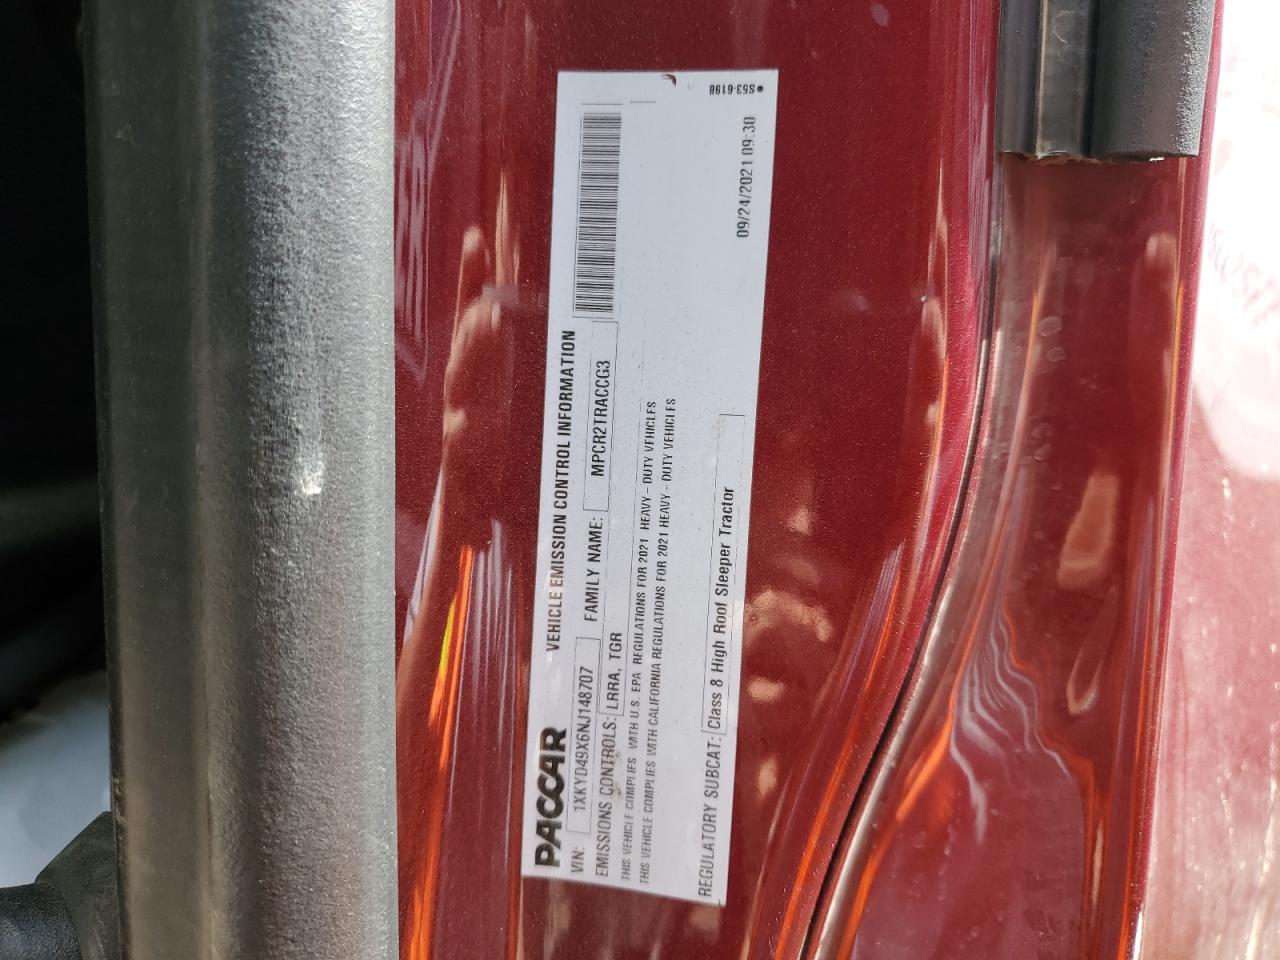 PACCAR
VEHICLE EMISSION CONTROL INFORMATION
VIN: 1XKYD49X6NJ148707 FAMILY NAME: MPCR2TRACCG3
EMISSIONS CONTROLS: LRRA, TGR
THIS VEHICLE COMPLIES WITH U.S. EPA REGULATIONS FOR 2021 HEAVY - DUTY VEHICLES
THIS VEHICLE COMPLIES WITH CALIFORNIA REGULATIONS FOR 2021 HEAVY - DUTY VEHICLES
REGULATORY SUBCAT: Class 8 High Roof Sleeper Tractor
09/24/2021 09:30
S53-6198